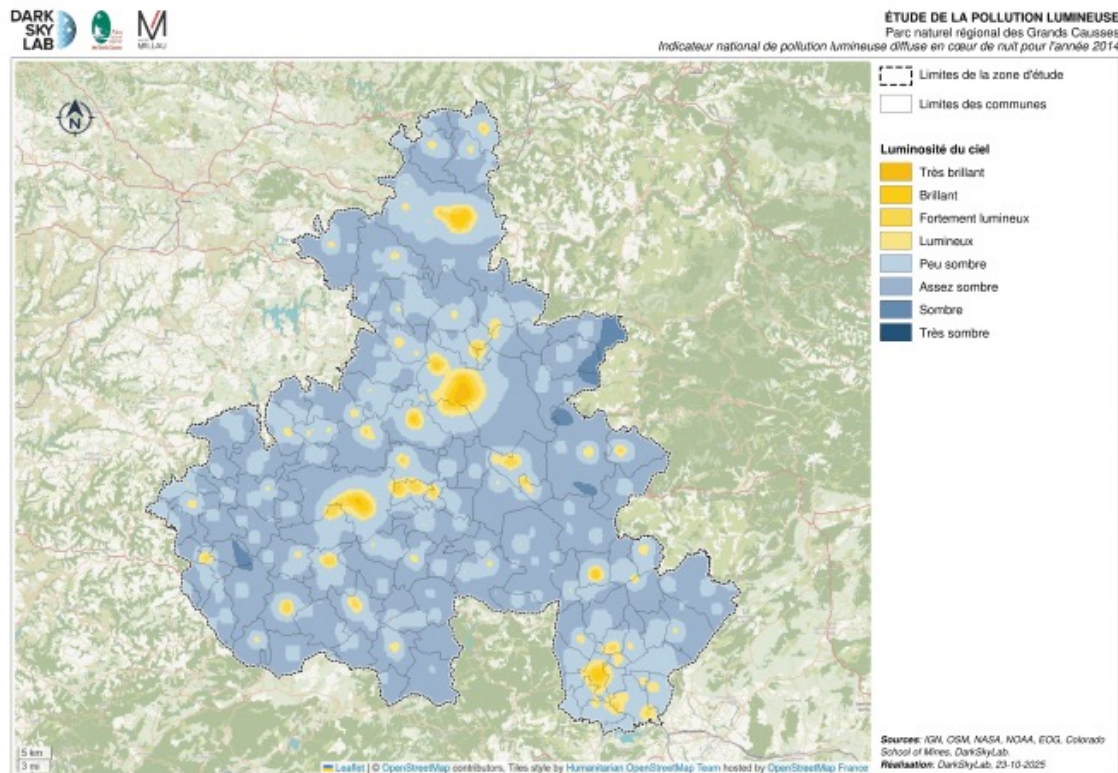 DARK
SKY
LAB
MILLAU
ÉTUDE DE LA POLLUTION LUMINEUSE
Parc naturel régional des Grands Causses
Indicateur national de pollution lumineuse diffuse en cœur de nuit pour l'année 2014
Limites de la zone d'étude
Limites des communes
Luminosité du ciel
Très brillant
Brillant
Fortement lumineux
Lumineux
Peu sombre
Assez sombre
Sombre
Très sombre
N
5 km
3 mi
Leaflet | © OpenStreetMap contributors, Tiles style by Humanitarian OpenStreetMap Team hosted by OpenStreetMap France
Sources: IGN, OSM, NASA, NOAA, EOG, Colorado
School of Mines, DarkSkyLab.
Réalisation: DarkSkyLab, 23-10-2025